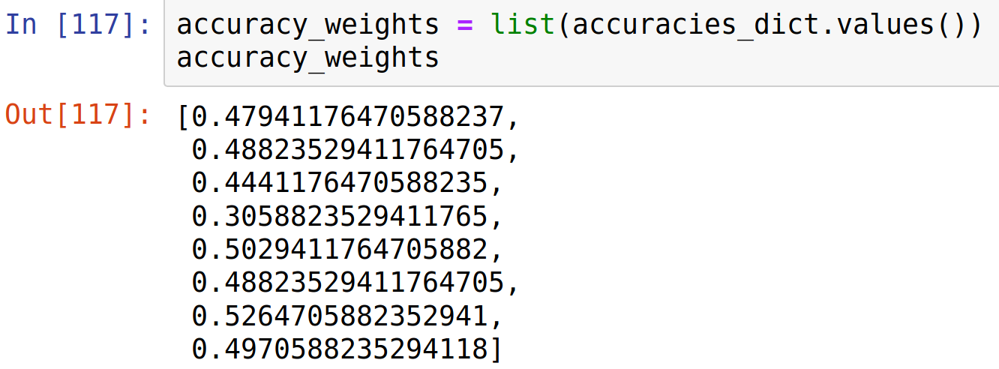 In [117]: accuracy_weights = list(accuracies_dict.values())
accuracy_weights
Out[117]: [0.47941176470588237,
0.48823529411764705,
0.4441176470588235,
0.3058823529411765,
0.5029411764705882,
0.48823529411764705,
0.5264705882352941,
0.4970588235294118]